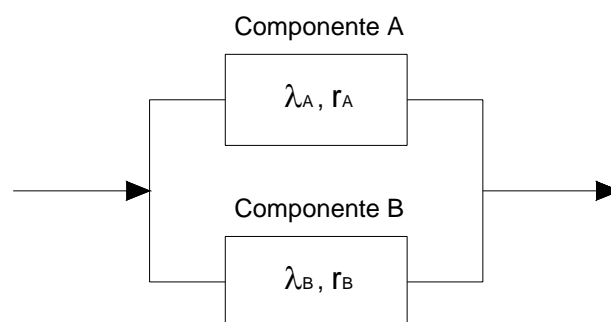 Componente A
λA, rA
Componente B
λB, rB